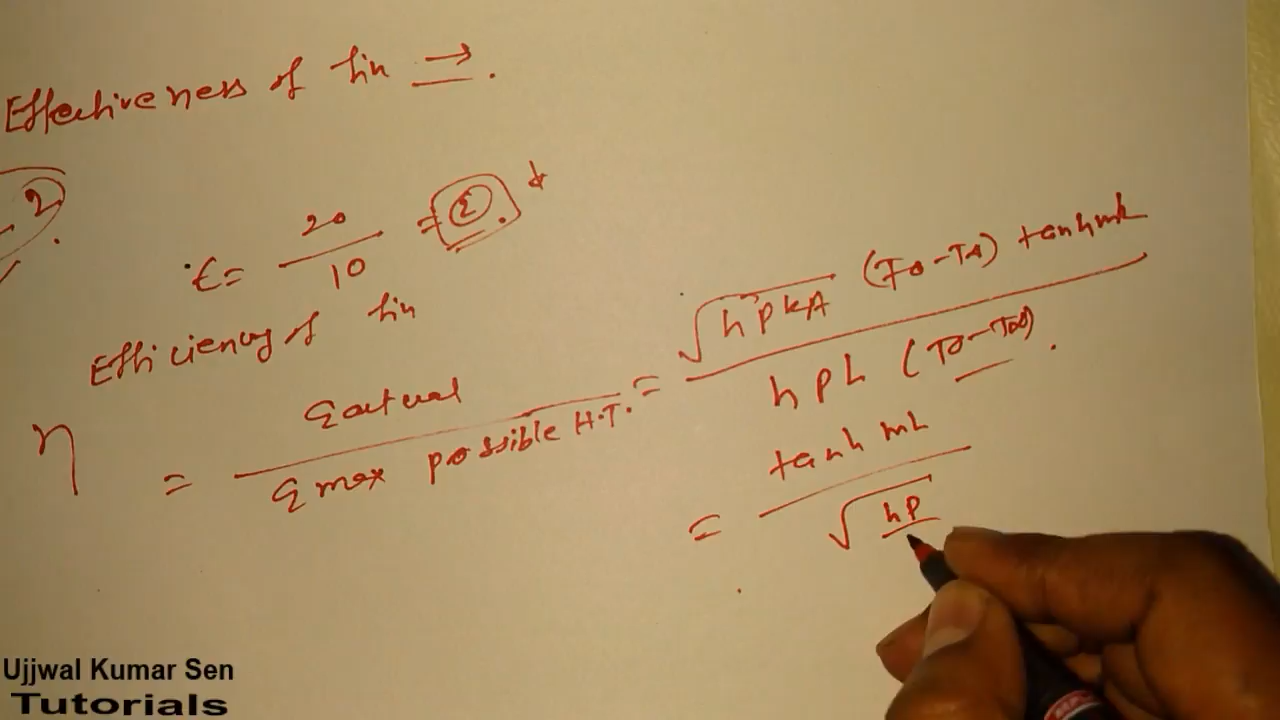 Effectiveness of fin →.
2
ε = 20 / 10 = 2.
Efficiency of fin
η = Qactual / Qmax possible H.T. = √hPKA (T0 - TA) tanh mL / hPL (T0 - T∞).
= tanh mL / √hP
Ujjwal Kumar Sen
Tutorials